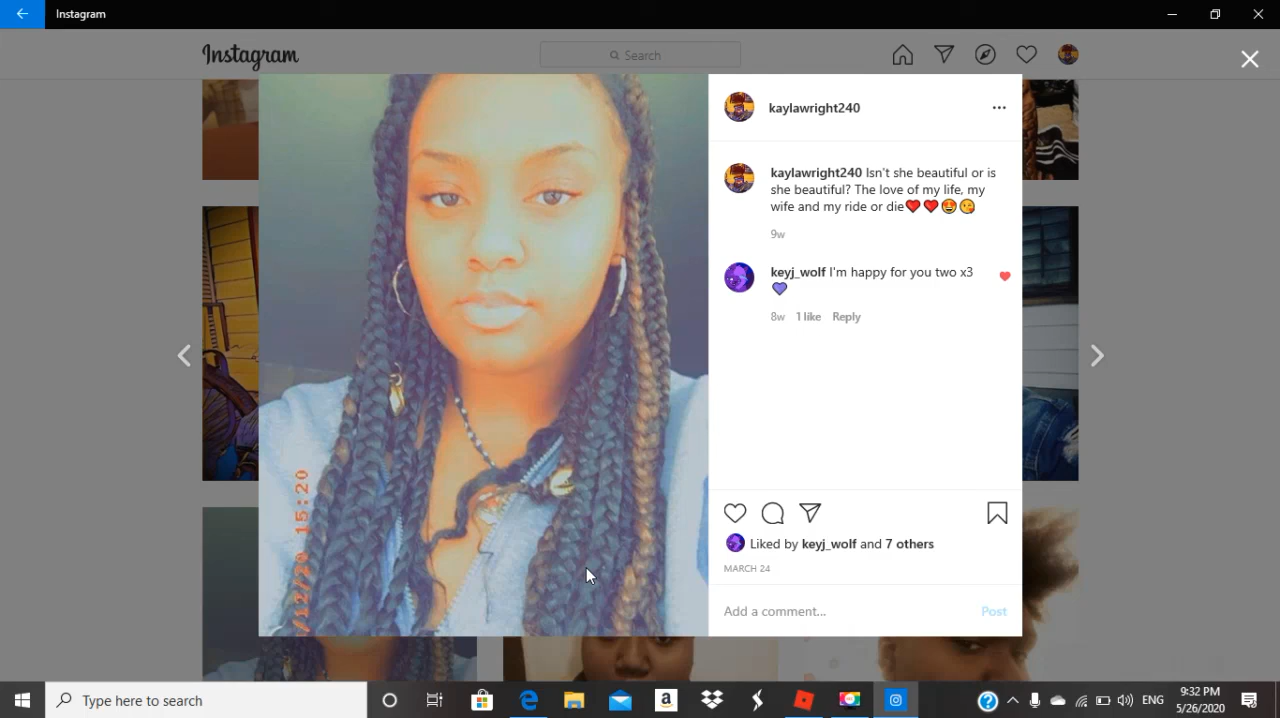 Instagram
Instagram
Search
kaylawright240
kaylawright240 Isn't she beautiful or is
she beautiful? The love of my life, my
wife and my ride or die❤️❤️🤩😘
9w
keyj_wolf I'm happy for you two x3
💜
8w 1 like Reply
/12/20 15:20
Liked by keyj_wolf and 7 others
MARCH 24
Add a comment... Post
Type here to search
ENG
9:32 PM
5/26/2020